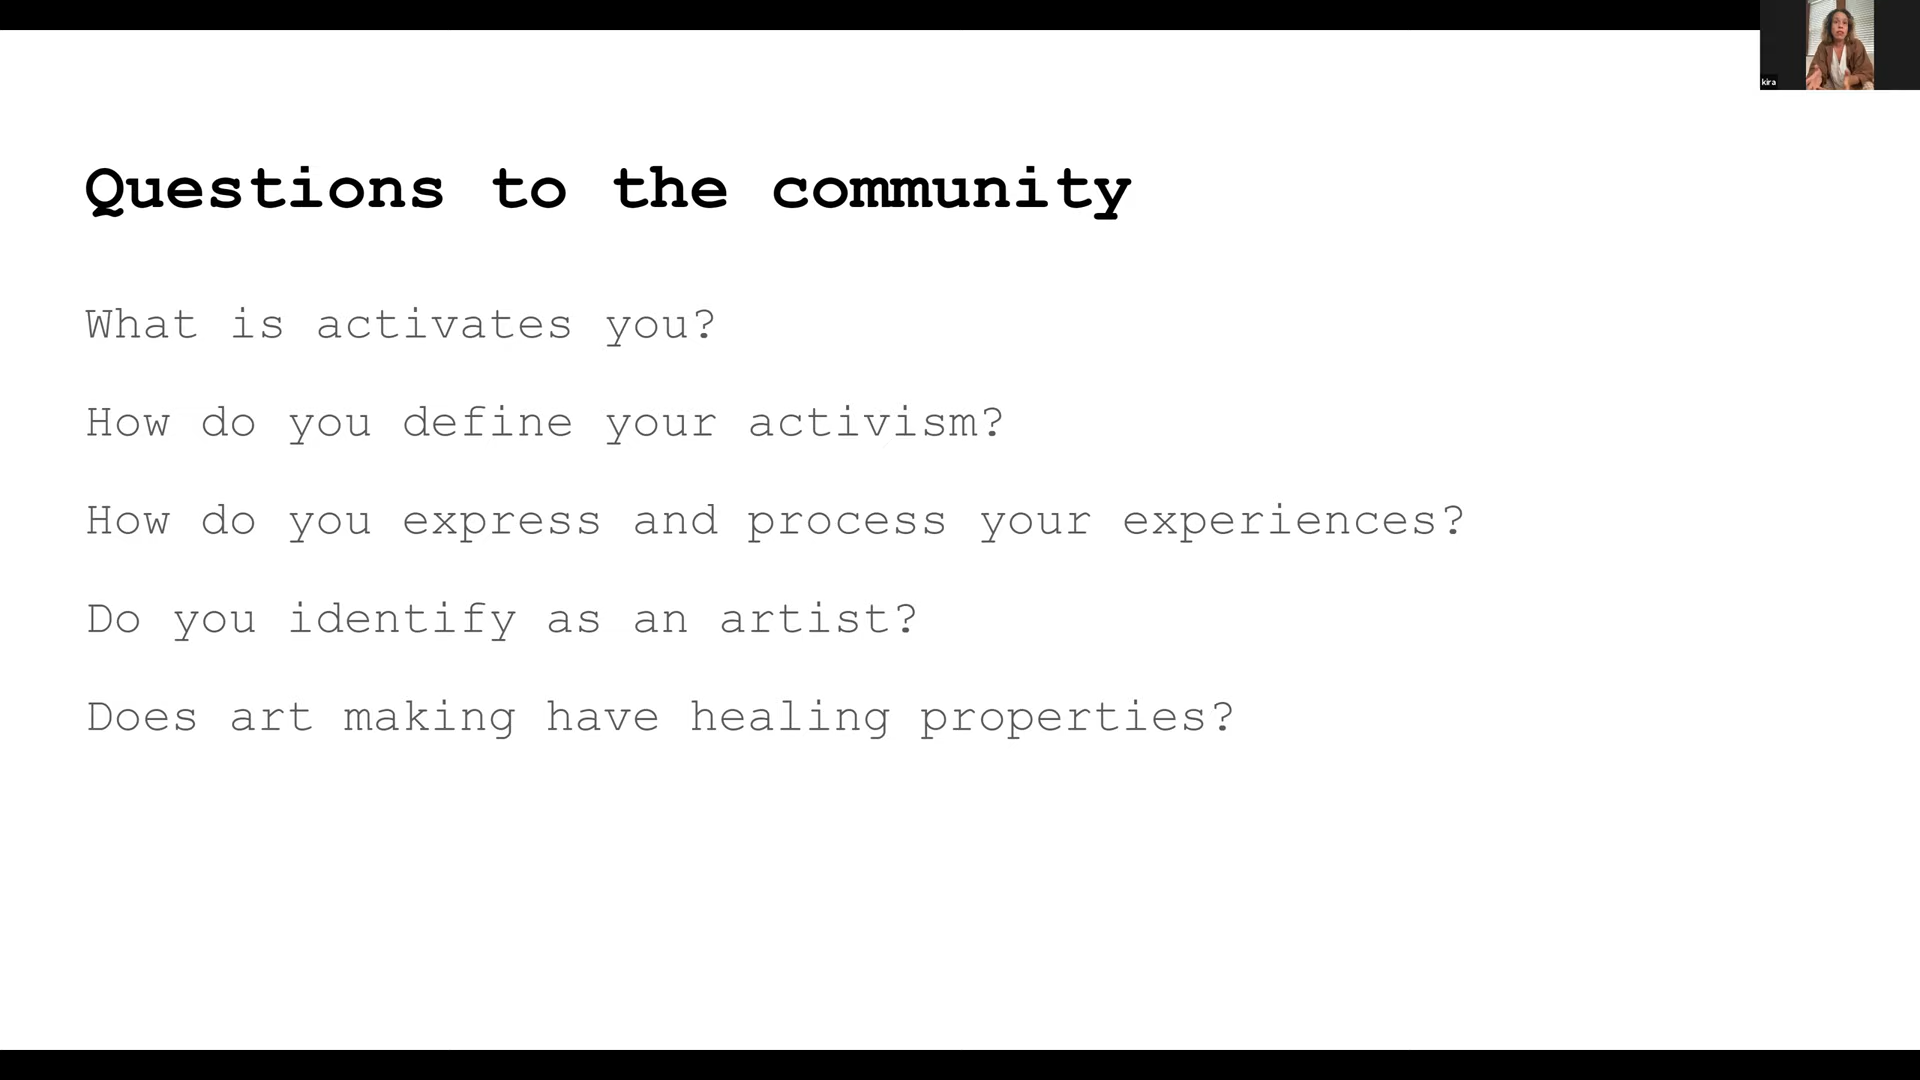 kira
Questions to the community
What is activates you?
How do you define your activism?
How do you express and process your experiences?
Do you identify as an artist?
Does art making have healing properties?